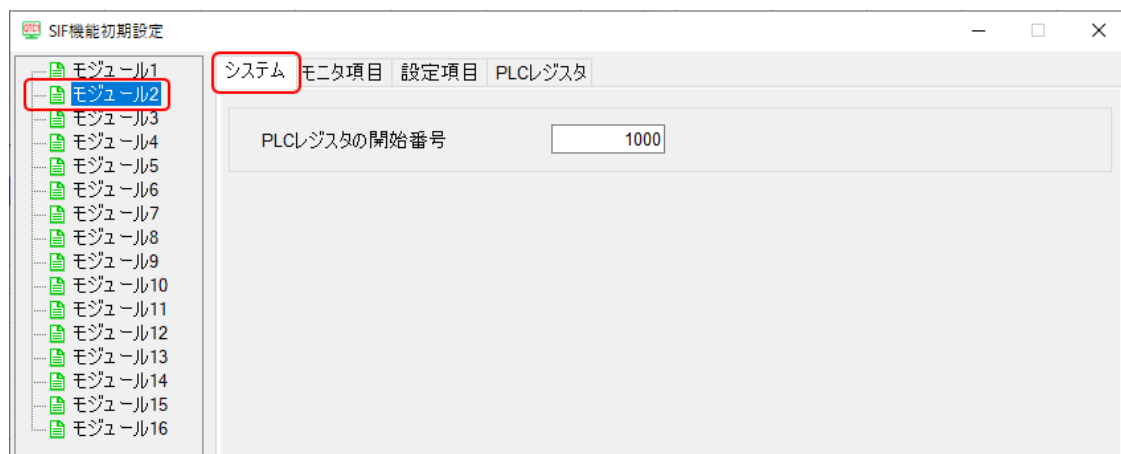 QTC1 SIF機能初期設定
モジュール1
モジュール2
モジュール3
モジュール4
モジュール5
モジュール6
モジュール7
モジュール8
モジュール9
モジュール10
モジュール11
モジュール12
モジュール13
モジュール14
モジュール15
モジュール16
システム モニタ項目 設定項目 PLCレジスタ
PLCレジスタの開始番号 1000